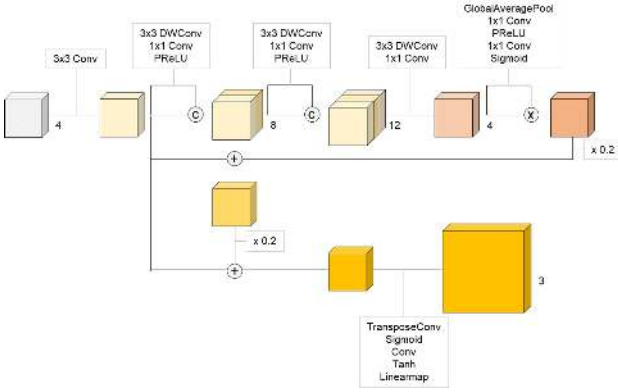 GlobalAveragePool
1x1 Conv
PReLU
1x1 Conv
Sigmoid
3x3 DWConv
1x1 Conv
PReLU
3x3 DWConv
1x1 Conv
PReLU
3x3 DWConv
1x1 Conv
3x3 Conv
4
C
8
C
12
4
X
+
x 0.2
x 0.2
+
3
TransposeConv
Sigmoid
Conv
Tanh
Linearmap